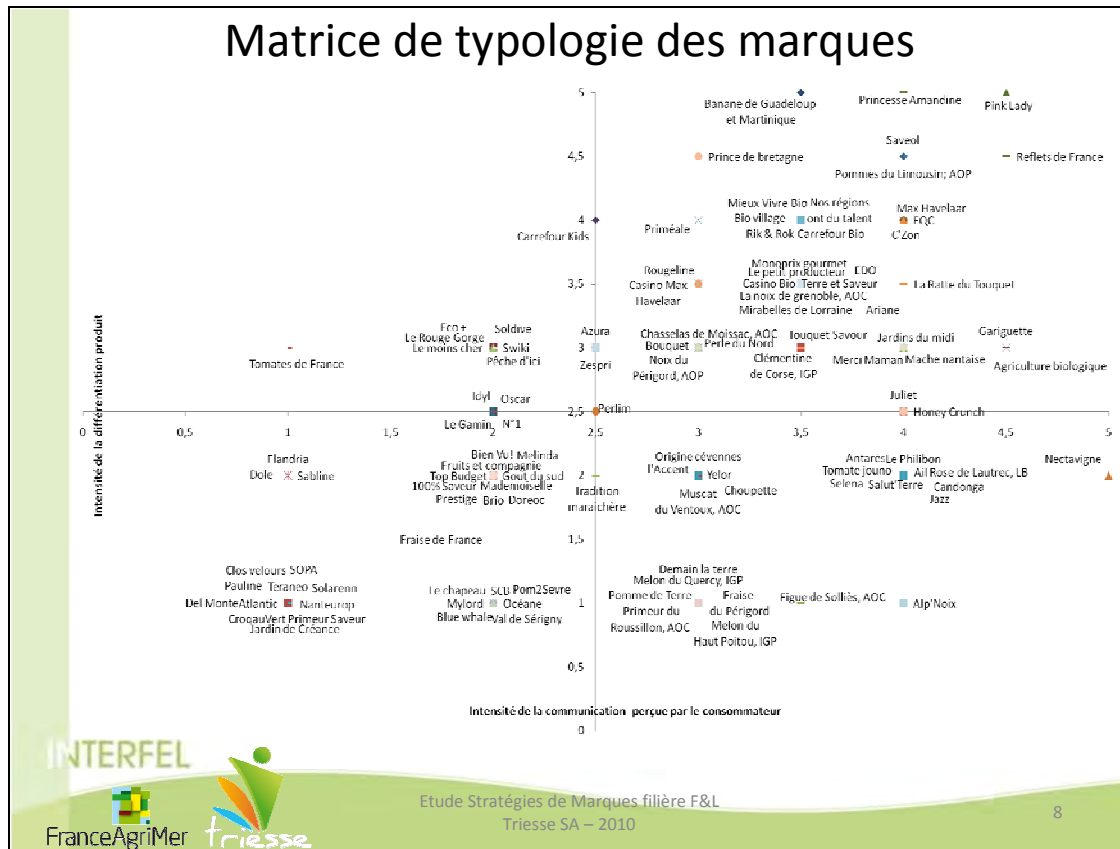 Matrice de typologie des marques
5
Banane de Guadeloup
et Martinique
Princesse Amandine
Pink Lady
4,5
Prince de bretagne
Saveol
Pommes du Limousin; AOP
Reflets de France
4
Carrefour Kids
Priméale
Mieux Vivre Bio Nos régions
Bio village ont du talent
Rik & Rok Carrefour Bio
Max Havelaar
FQC
C'Zon
3,5
Rougeline
Casino Max
Havelaar
Monoprix gourmet
Le petit producteur
Casino Bio Terre et Saveur
La noix de grenoble, AOC
Mirabelles de Lorraine
Ariane
La Ratte du Touquet
3
Tomates de France
Eco +
Soldive
Le Rouge Gorge
Le moins cher
Swiki
Pêche d'ici
Azura
Zespri
Chasselas de Moissac, AOC
Bouquet
Perle du Nord
Noix du
Périgord, AOP
Touquet Savour
Clémentine
de Corse, IGP
Jardins du midi
Merci Maman
Mache nantaise
Gariguette
Agriculture biologique
2,5
Idyl
Oscar
Le Gamin
N°1
Perlim
Juliet
Honey Crunch
0
0,5
1
1,5
2
2,5
3
3,5
4
4,5
5
Intensité de la différentiation produit
2
Flandria
Dole
Sabline
Bien Vu! Melinda
Fruits et compagnie
Top Budget
Gout du sud
100% Saveur Mademoiselle
Prestige
Brio
Doreoc
Tradition
maraichère
Origine cévennes
l'Accent
Yelor
Muscat
du Ventoux, AOC
Choupette
Antares
Le Philibon
Tomate jouno
Ail Rose de Lautrec, LB
Selena
Salut'Terre
Candonga
Jazz
Nectavigne
1,5
Fraise de France
1
Clos velours SOPA
Pauline
Teraneo
Solarenn
Del Monte
Atlantic
Nanteurop
CroqauVert Primeur Saveur
Jardin de Créance
Le chapeau
SCB
Pom2Sevre
Mylord
Océane
Blue whale
Val de Sérigny
Demain la terre
Melon du Quercy, IGP
Pomme de Terre
Primeur du
Roussillon, AOC
Fraise
du Périgord
Melon du
Haut Poitou, IGP
Figue de Solliès, AOC
Alp'Noix
0,5
Intensité de la communication perçue par le consommateur
0
INTERFEL
FranceAgriMer
triesse
Etude Stratégies de Marques filière F&L
Triesse SA – 2010
8